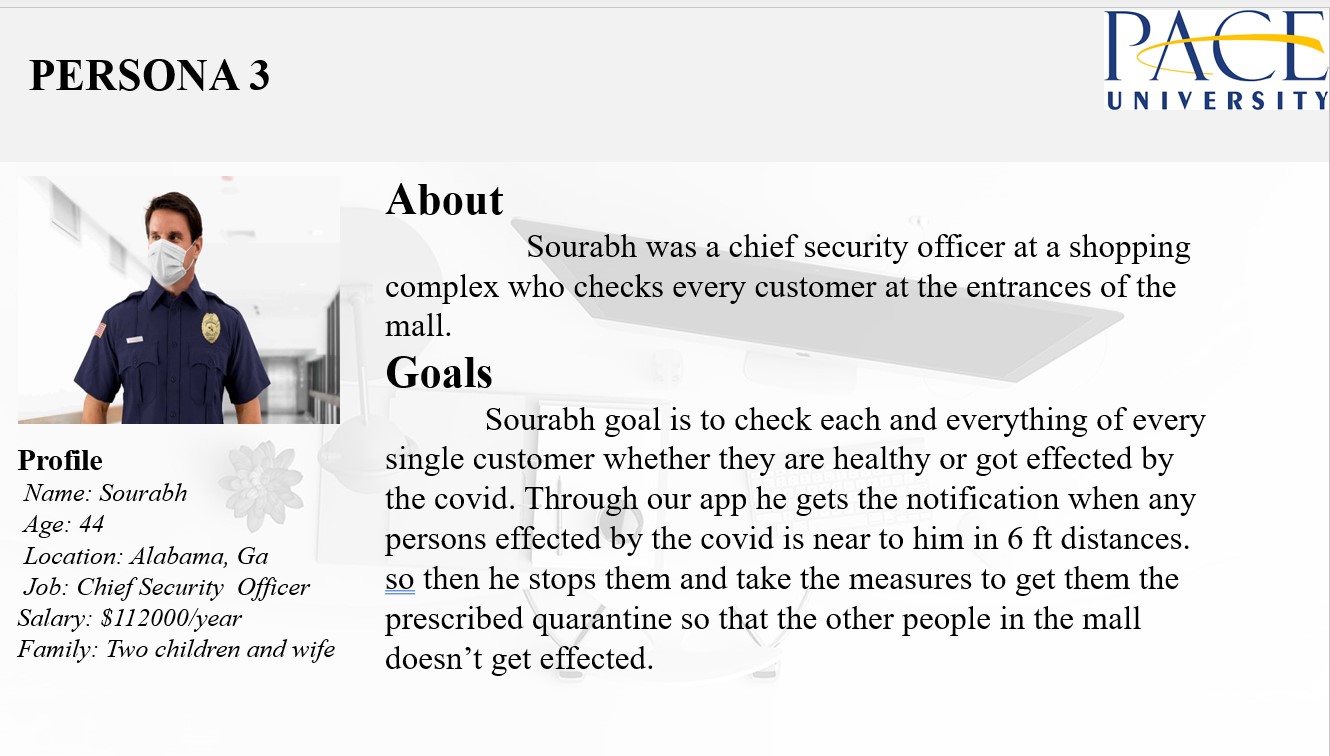 PACE
UNIVERSITY
PERSONA 3
Profile
Name: Sourabh
Age: 44
Location: Alabama, Ga
Job: Chief Security Officer
Salary: $112000/year
Family: Two children and wife
About
Sourabh was a chief security officer at a shopping
complex who checks every customer at the entrances of the
mall.
Goals
Sourabh goal is to check each and everything of every
single customer whether they are healthy or got effected by
the covid. Through our app he gets the notification when any
persons effected by the covid is near to him in 6 ft distances.
so then he stops them and take the measures to get them the
prescribed quarantine so that the other people in the mall
doesn’t get effected.